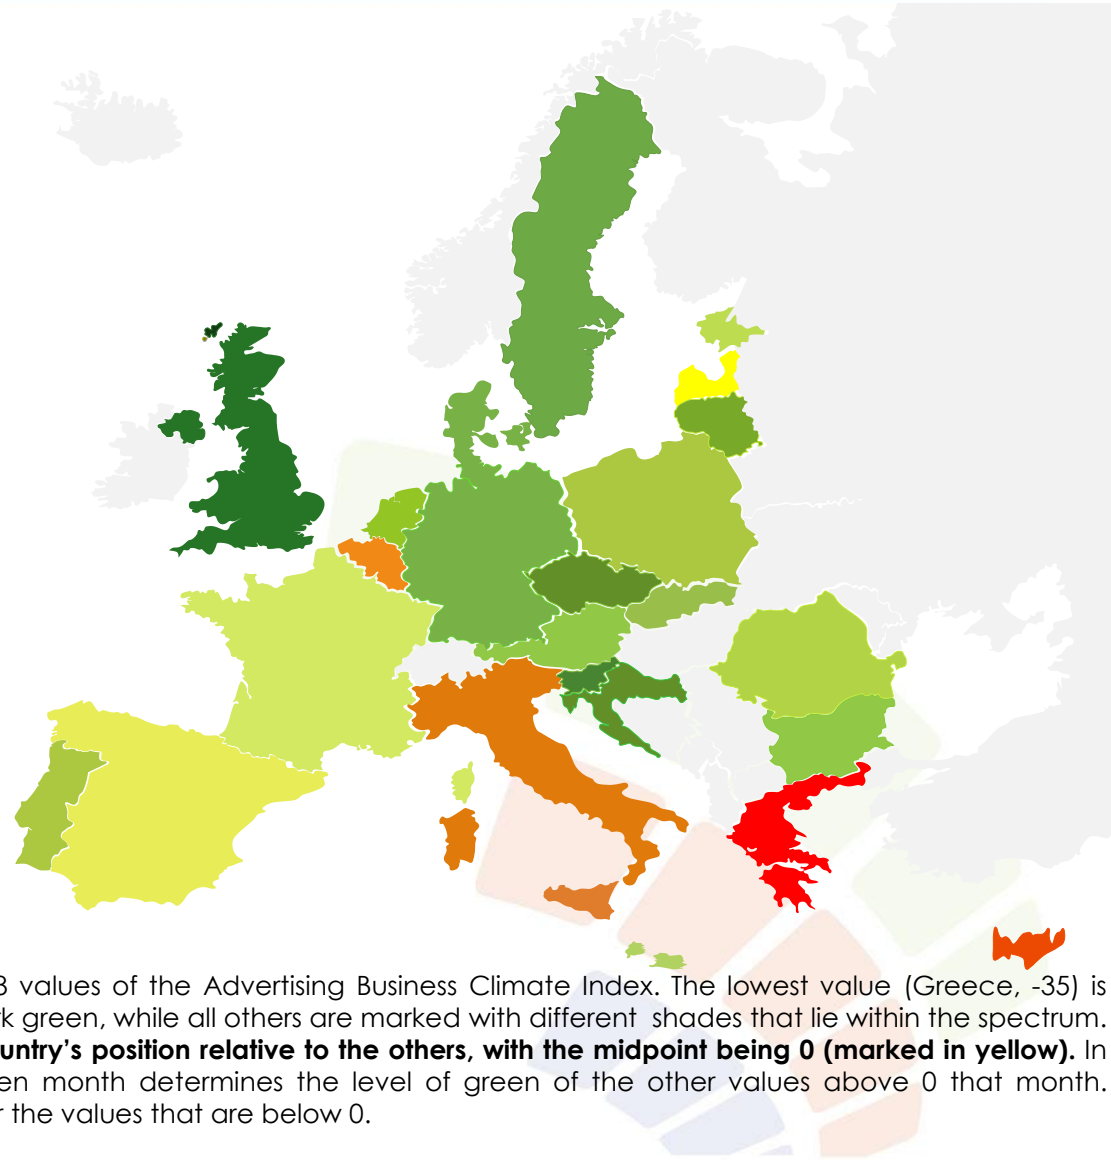 3 values of the Advertising Business Climate Index. The lowest value (Greece, -35) is
k green, while all others are marked with different shades that lie within the spectrum.
untry's position relative to the others, with the midpoint being 0 (marked in yellow). In
en month determines the level of green of the other values above 0 that month.
r the values that are below 0.